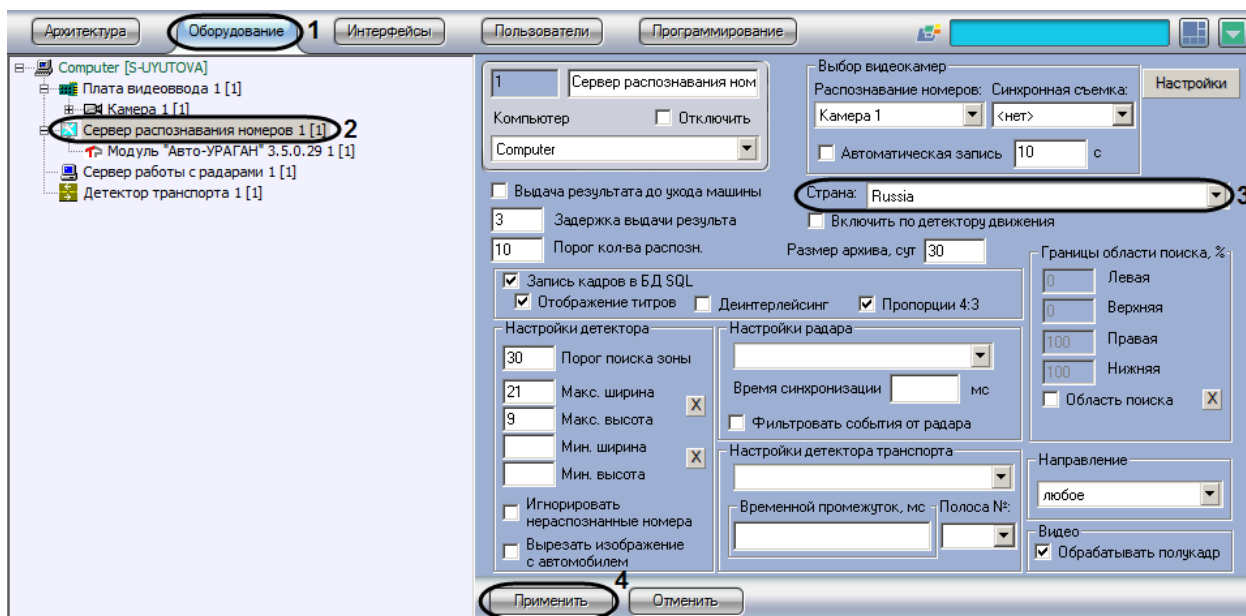 Архитектура Оборудование 1 Интерфейсы Пользователи Программирование
Computer [S-UYUTOVA]
Плата видеоввода 1 [1]
Камера 1 [1]
Сервер распознавания номеров 1 [1] 2
Модуль "Авто-УРАГАН" 3.5.0.29 1 [1]
Сервер работы с радарами 1 [1]
Детектор транспорта 1 [1]
1 Сервер распознавания ном
Компьютер Отключить
Computer
Выбор видеокамер
Распознавание номеров: Синхронная съемка:
Камера 1 <нет>
Автоматическая запись 10 с
Настройки
Выдача результата до ухода машины
3 Задержка выдачи результа
10 Порог кол-ва распозн.
Страна: Russia 3
Включить по детектору движения
Размер архива, сут 30
Запись кадров в БД SQL
Отображение титров Деинтерлейсинг Пропорции 4:3
Границы области поиска, %
0 Левая
0 Верхняя
100 Правая
100 Нижняя
Область поиска X
Настройки детектора
30 Порог поиска зоны
21 Макс. ширина
X
9 Макс. высота
Мин. ширина
X
Мин. высота
Игнорировать
нераспознанные номера
Вырезать изображение
с автомобилем
Настройки радара
Время синхронизации мс
Фильтровать события от радара
Настройки детектора транспорта
Временной промежуток, мс Полоса №:
Направление
любое
Видео
Обрабатывать полукадр
Применить 4 Отменить